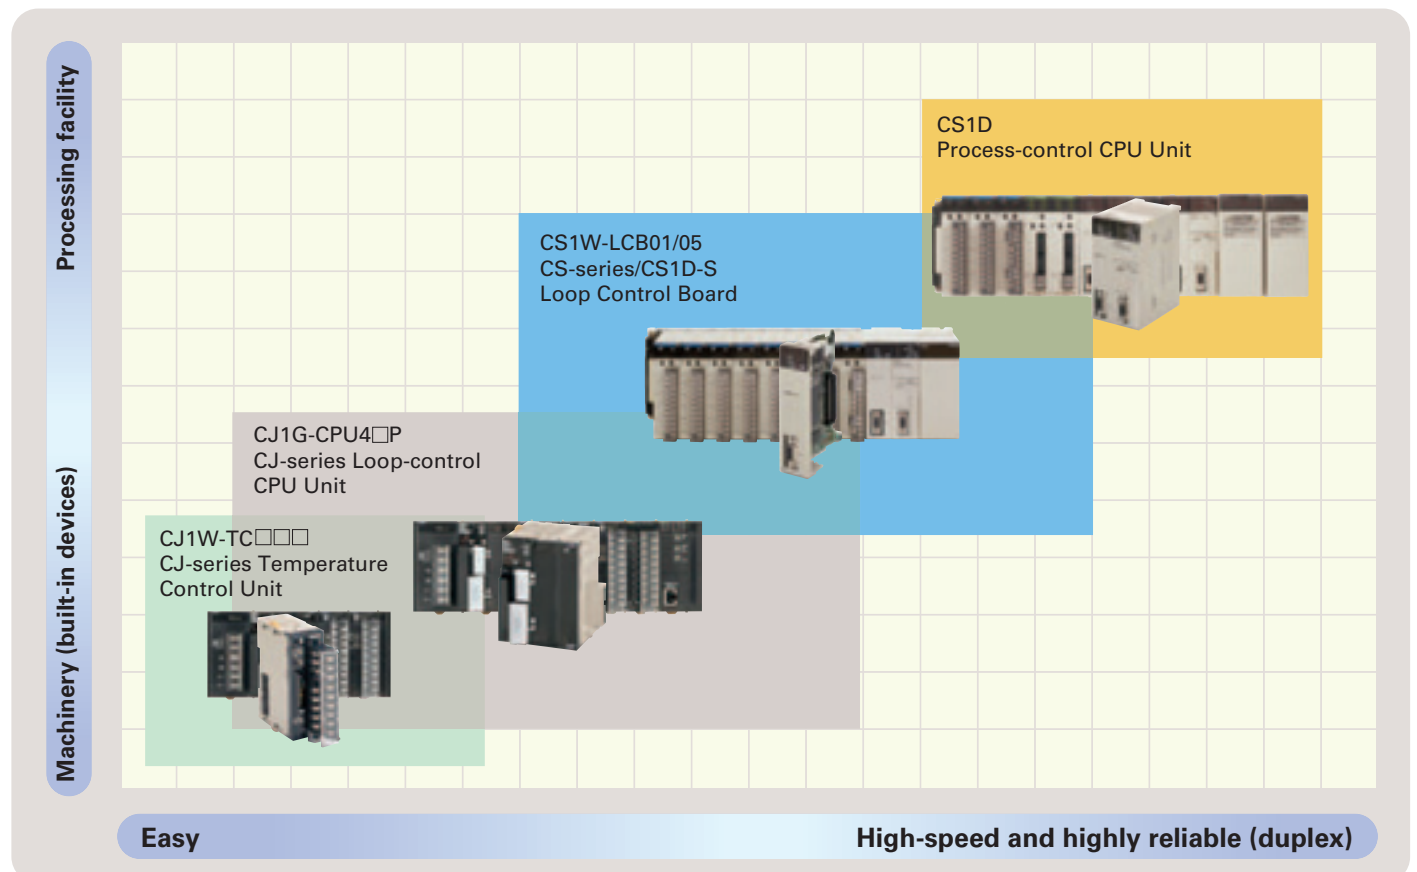 Processing facility
Machinery (built-in devices)
CS1D
Process-control CPU Unit
CS1W-LCB01/05
CS-series/CS1D-S
Loop Control Board
CJ1G-CPU4□P
CJ-series Loop-control
CPU Unit
CJ1W-TC□□□
CJ-series Temperature
Control Unit
Easy
High-speed and highly reliable (duplex)